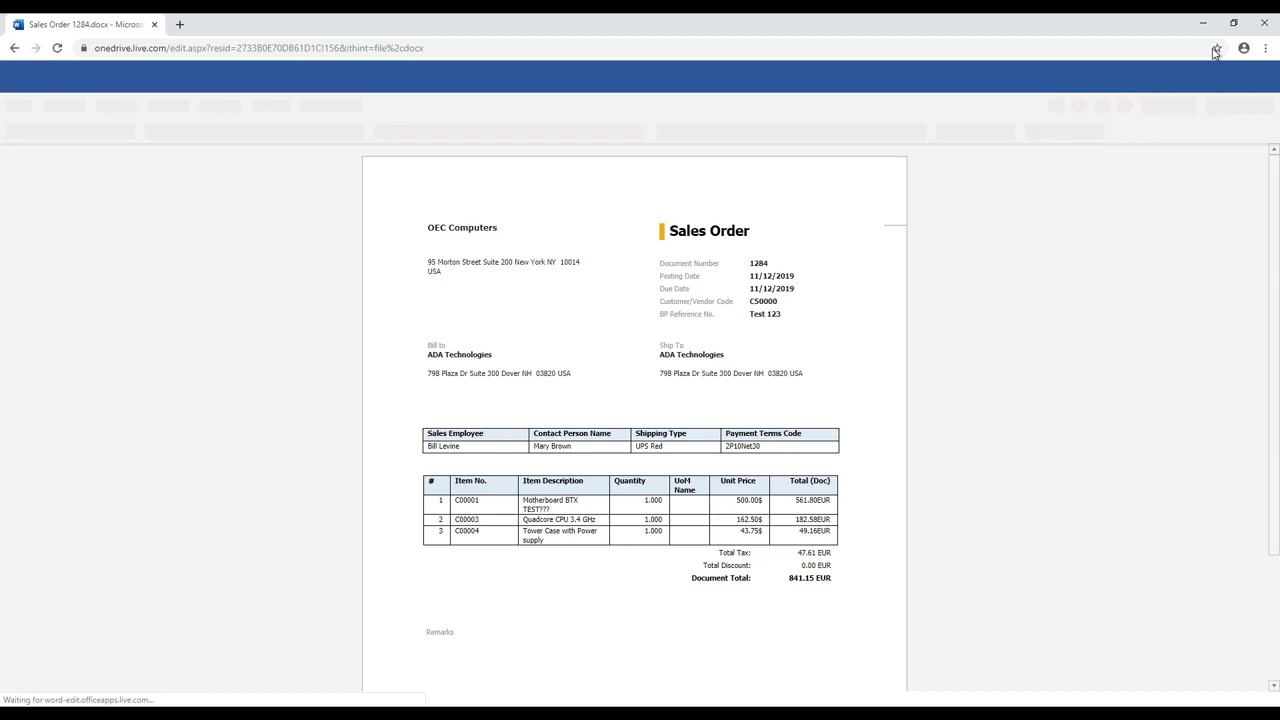 Sales Order 1284.docx - Microso
onedrive.live.com/edit.aspx?resid=2733B0E70DB61D1C!156&ithint=file%2cdocx
OEC Computers
Sales Order
95 Morton Street Suite 200 New York NY 10014
USA
Document Number 1284
Posting Date 11/12/2019
Due Date 11/12/2019
Customer/Vendor Code C50000
BP Reference No. Test 123
Bill to
ADA Technologies
798 Plaza Dr Suite 300 Dover NH 03820 USA
Ship To
ADA Technologies
798 Plaza Dr Suite 300 Dover NH 03820 USA
Sales Employee Contact Person Name Shipping Type Payment Terms Code
Bill Levine Mary Brown UPS Red 2P10Net30
# Item No. Item Description Quantity UoM Unit Price Total (Doc)
Name
1 C00001 Motherboard BTX 1.000 500.00$ 561.80EUR
TEST???
2 C00003 Quadcore CPU 3.4 GHz 1.000 162.50$ 182.58EUR
3 C00004 Tower Case with Power 1.000 43.75$ 49.16EUR
supply
Total Tax: 47.61 EUR
Total Discount: 0.00 EUR
Document Total: 841.15 EUR
Remarks
Waiting for word-edit.officeapps.live.com...